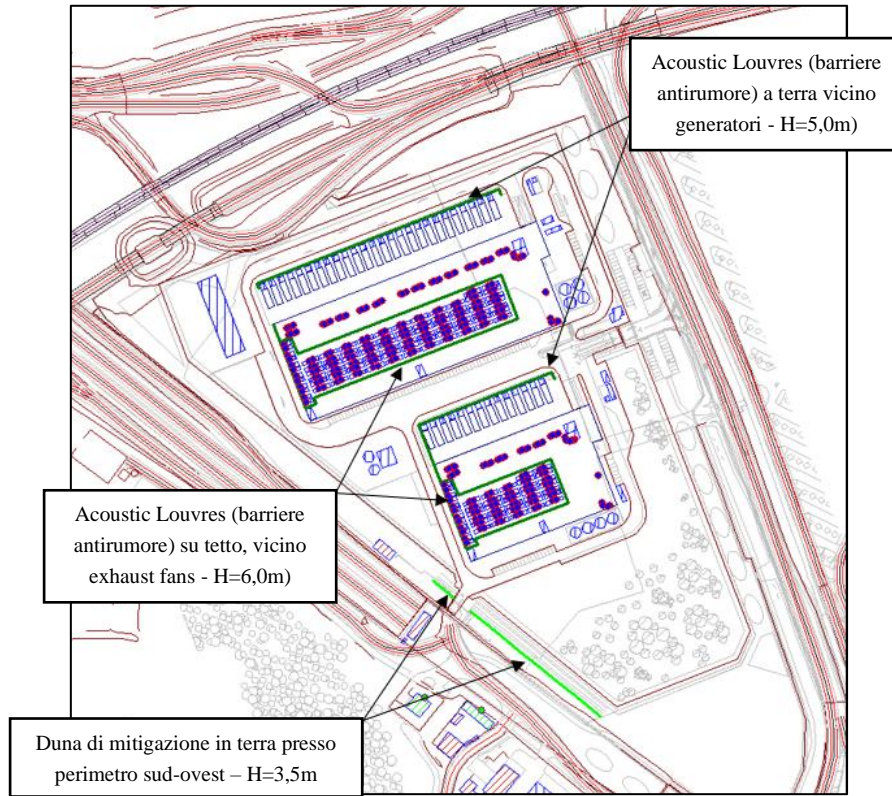 Acoustic Louvres (barriere
antirumore) a terra vicino
generatori - H=5,0m)
Acoustic Louvres (barriere
antirumore) su tetto, vicino
exhaust fans - H=6,0m)
Duna di mitigazione in terra presso
perimetro sud-ovest – H=3,5m